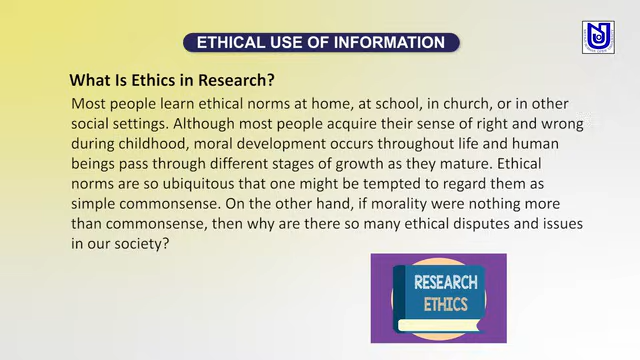 ETHICAL USE OF INFORMATION
What Is Ethics in Research?
Most people learn ethical norms at home, at school, in church, or in other
social settings. Although most people acquire their sense of right and wrong
during childhood, moral development occurs throughout life and human
beings pass through different stages of growth as they mature. Ethical
norms are so ubiquitous that one might be tempted to regard them as
simple commonsense. On the other hand, if morality were nothing more
than commonsense, then why are there so many ethical disputes and issues
in our society?
RESEARCH
ETHICS